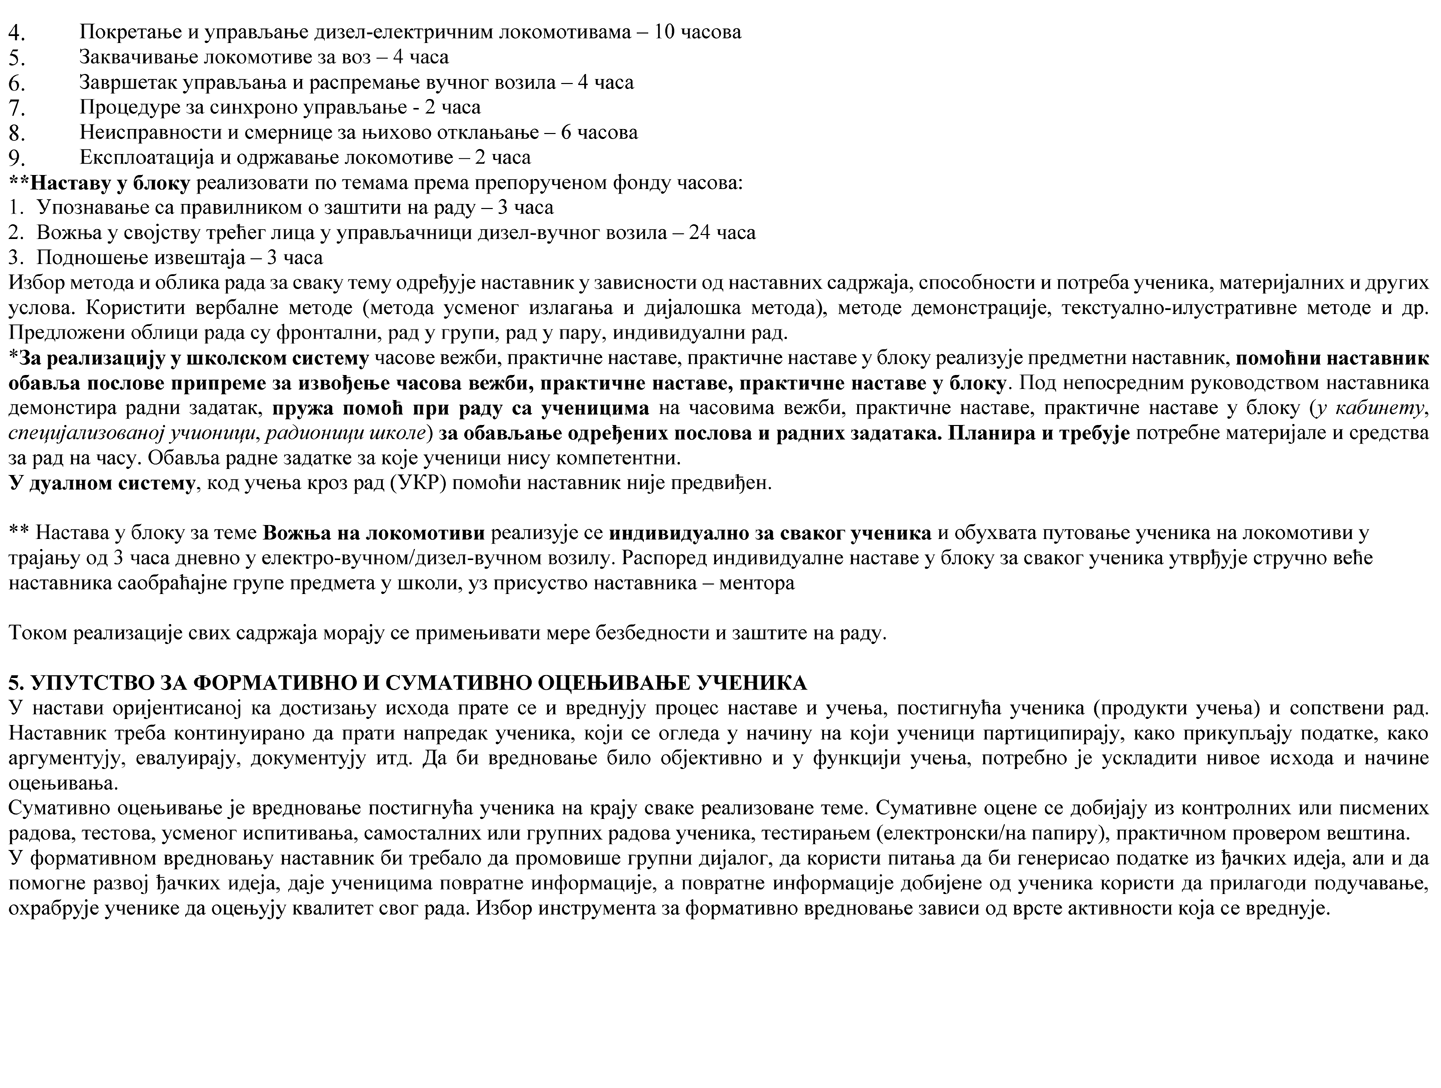 4. Покретање и управљање дизел-електричним локомотивама – 10 часова
5. Заквачивање локомотиве за воз – 4 часа
6. Завршетак управљања и распремање вучног возила – 4 часа
7. Процедуре за синхроно управљање - 2 часа
8. Неисправности и смернице за њихово отклањање – 6 часова
9. Експлоатација и одржавање локомотиве – 2 часа
**Наставу у блоку реализовати по темама према препорученом фонду часова:
1. Упознавање са правилником о заштити на раду – 3 часа
2. Вожња у својству трећег лица у управљачници дизел-вучног возила – 24 часа
3. Подношење извештаја – 3 часа
Избор метода и облика рада за сваку тему одређује наставник у зависности од наставних садржаја, способности и потреба ученика, материјалних и других
услова. Користити вербалне методе (метода усменог излагања и дијалошка метода), методе демонстрације, текстуално-илустративне методе и др.
Предложени облици рада су фронтални, рад у групи, рад у пару, индивидуални рад.
*За реализацију у школском систему часове вежби, практичне наставе, практичне наставе у блоку реализује предметни наставник, помоћни наставник
обавља послове припреме за извођење часова вежби, практичне наставе, практичне наставе у блоку. Под непосредним руководством наставника
демонстира радни задатак, пружа помоћ при раду са ученицима на часовима вежби, практичне наставе, практичне наставе у блоку (у кабинету,
специјализованој учионици, радионици школе) за обављање одређених послова и радних задатака. Планира и требује потребне материјале и средства
за рад на часу. Обавља радне задатке за које ученици нису компетентни.
У дуалном систему, код учења кроз рад (УКР) помоћи наставник није предвиђен.
** Настава у блоку за теме Вожња на локомотиви реализује се индивидуално за сваког ученика и обухвата путовање ученика на локомотиви у
трајању од 3 часа дневно у електро-вучном/дизел-вучном возилу. Распоред индивидуалне наставе у блоку за сваког ученика утврђује стручно веће
наставника саобраћајне групе предмета у школи, уз присуство наставника – ментора
Током реализације свих садржаја морају се примењивати мере безбедности и заштите на раду.
5. УПУТСТВО ЗА ФОРМАТИВНО И СУМАТИВНО ОЦЕЊИВАЊЕ УЧЕНИКА
У настави оријентисаној ка достизању исхода прате се и вреднују процес наставе и учења, постигнућа ученика (продукти учења) и сопствени рад.
Наставник треба континуирано да прати напредак ученика, који се огледа у начину на који ученици партиципирају, како прикупљају податке, како
аргументују, евалуирају, документују итд. Да би вредновање било објективно и у функцији учења, потребно је ускладити нивое исхода и начине
оцењивања.
Сумативно оцењивање је вредновање постигнућа ученика на крају сваке реализоване теме. Сумативне оцене се добијају из контролних или писмених
радова, тестова, усменог испитивања, самосталних или групних радова ученика, тестирањем (електронски/на папиру), практичном провером вештина.
У формативном вредновању наставник би требало да промовише групни дијалог, да користи питања да би генерисао податке из ђачких идеја, али и да
помогне развој ђачких идеја, даје ученицима повратне информације, а повратне информације добијене од ученика користи да прилагоди подучавање,
охрабрује ученике да оцењују квалитет свог рада. Избор инструмента за формативно вредновање зависи од врсте активности која се вреднује.